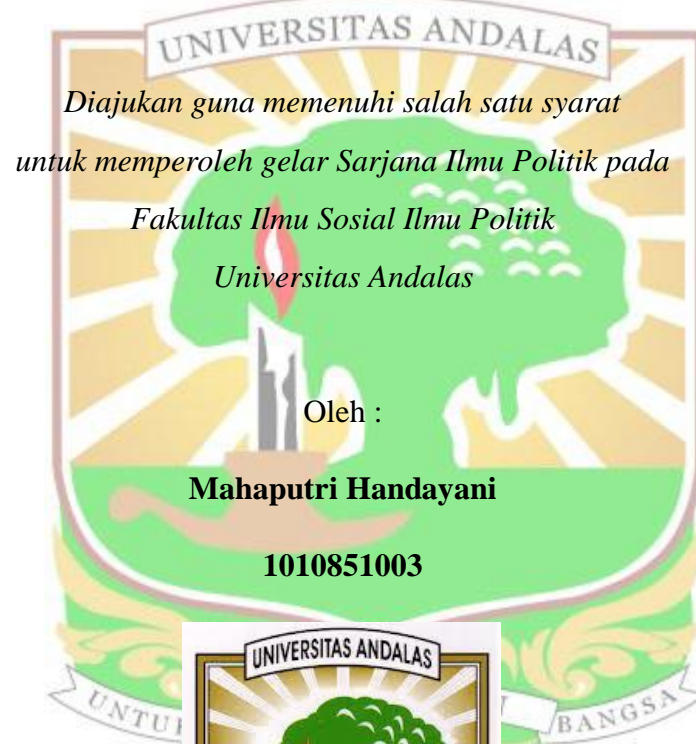 UNIVERSITAS ANDALAS
Diajukan guna memenuhi salah satu syarat
untuk memperoleh gelar Sarjana Ilmu Politik pada
Fakultas Ilmu Sosial Ilmu Politik
Universitas Andalas
Oleh :
Mahaputri Handayani
1010851003
UNIVERSITAS ANDALAS
BANGSA